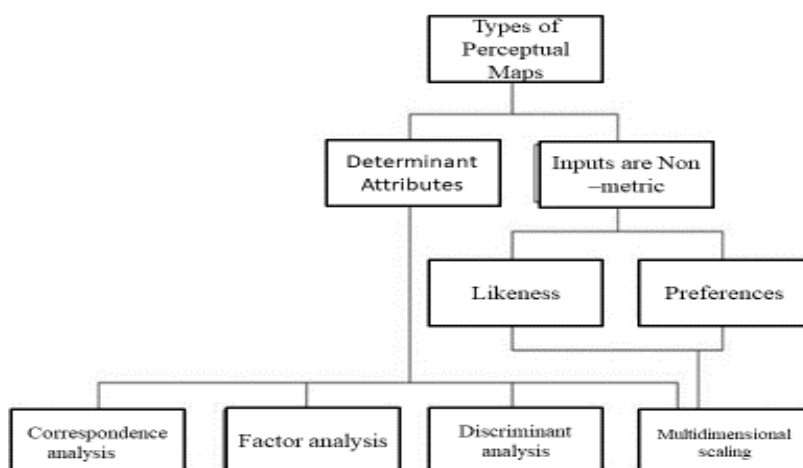 Types of
Perceptual
Maps
Determinant
Attributes
Inputs are Non
–metric
Likeness
Preferences
Correspondence
analysis
Factor analysis
Discriminant
analysis
Multidimensional
scaling